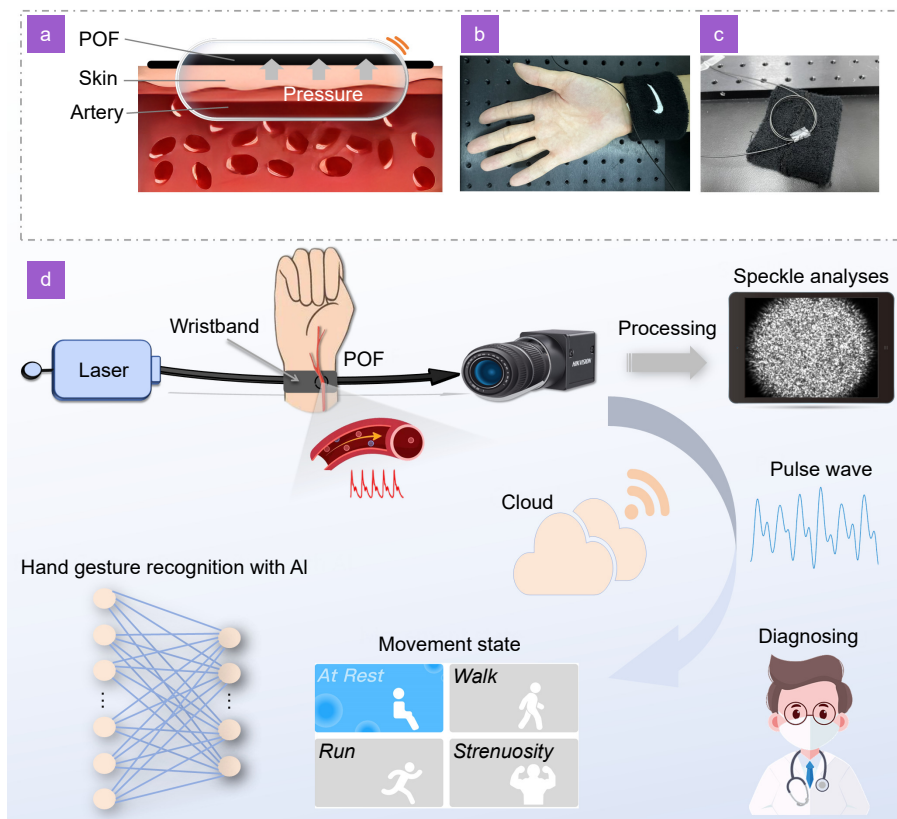 a
POF
Skin
Artery
Pressure
b
c
d
Speckle analyses
Wristband
POF
Laser
Processing
HIKVISION
Pulse wave
Cloud
Hand gesture recognition with AI
Movement state
At Rest
Walk
Run
Strenuosity
Diagnosing